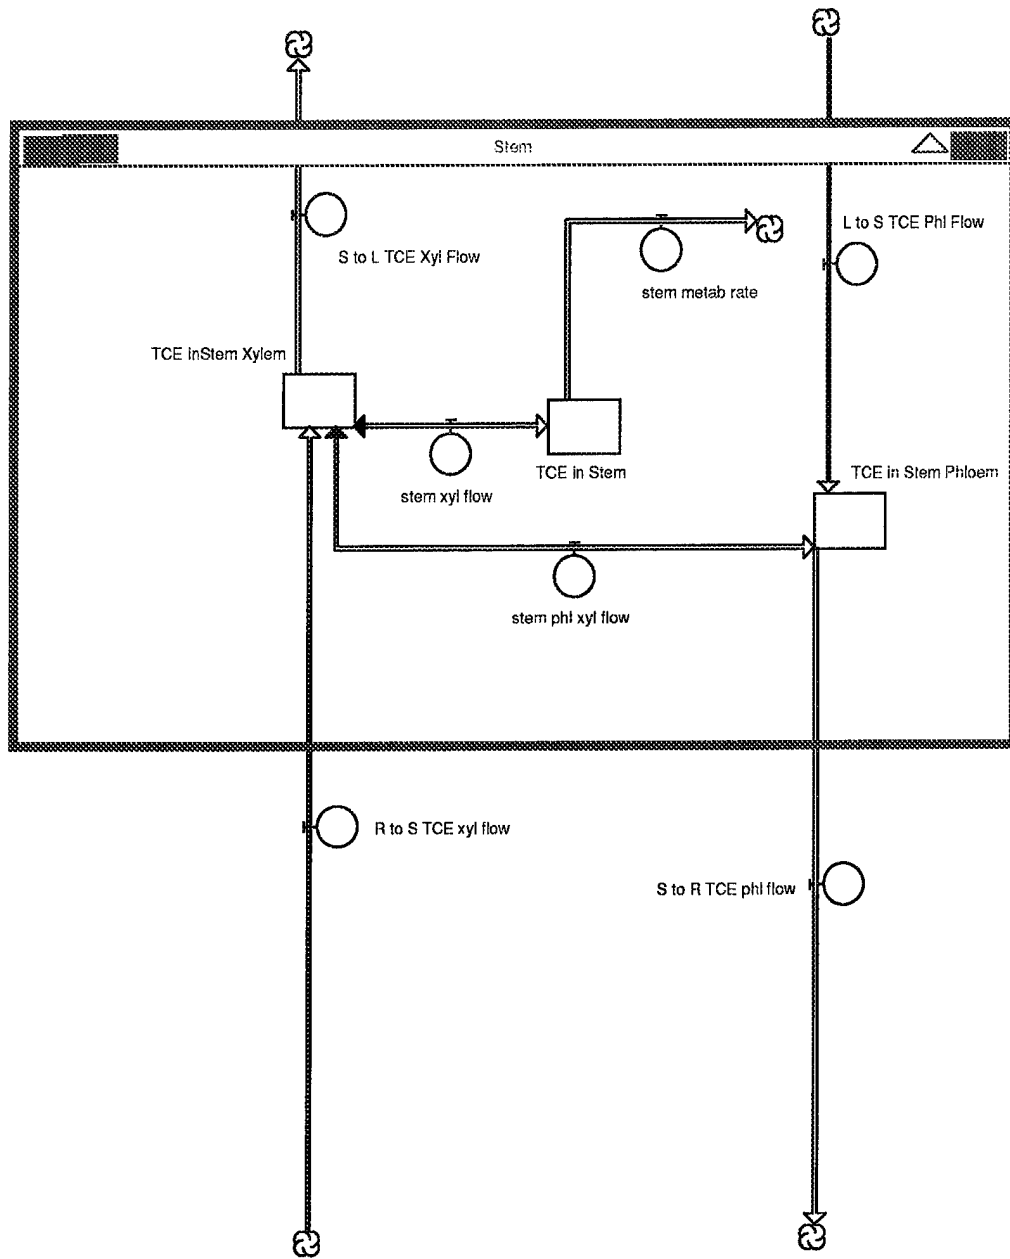 Stem
S to L TCE Xyl Flow
L to S TCE Phl Flow
stem metab rate
TCE inStem Xylem
TCE in Stem
TCE in Stem Phloem
stem xyl flow
stem phl xyl flow
R to S TCE xyl flow
S to R TCE phl flow